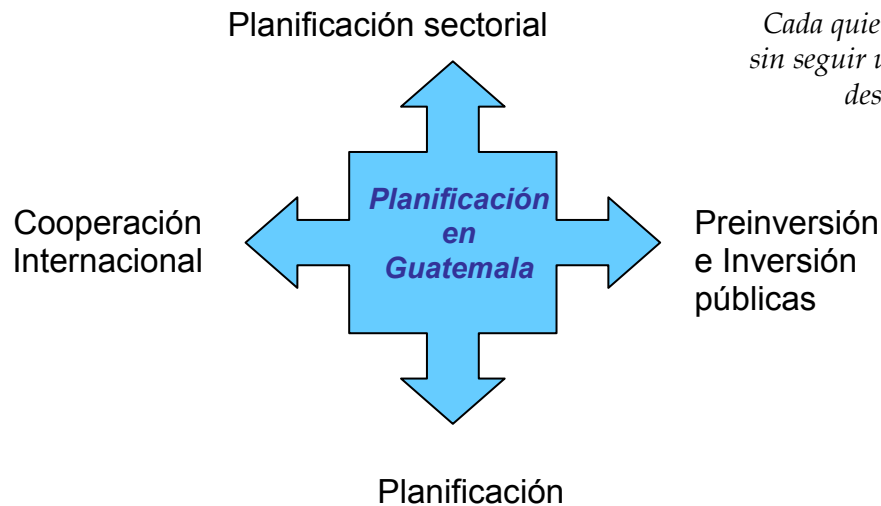 Planificación sectorial
Cada quie
sin seguir
des
Planificación
en
Guatemala
Cooperación
Internacional
Preinversión
e Inversión
públicas
Planificación